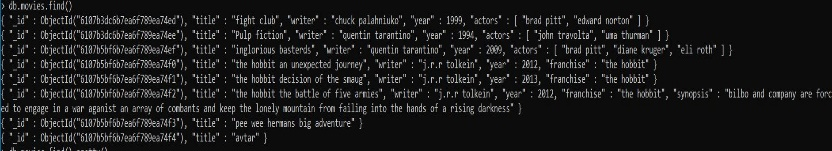 > db.movies.find()
{ "_id" : ObjectId("6107b3dc6b7ea6f789ea74ed"), "title" : "fight club", "writer" : "chuck palahniuko", "year" : 1999, "actors" : [ "brad pitt", "edward norton" ] }
{ "_id" : ObjectId("6107b3dc6b7ea6f789ea74ee"), "title" : "Pulp fiction", "writer" : "quentin tarantino", "year" : 1994, "actors" : [ "john travolta", "uma thurman" ] }
{ "_id" : ObjectId("6107b5bf6b7ea6f789ea74ef"), "title" : "inglorious basterds", "writer" : "quentin tarantino", "year" : 2009, "actors" : [ "brad pitt", "diane kruger", "eli roth" ] }
{ "_id" : ObjectId("6107b5bf6b7ea6f789ea74f0"), "title" : "the hobbit an unexpected journey", "writer" : "j.r.r tolkein", "year" : 2012, "franchise" : "the hobbit" }
{ "_id" : ObjectId("6107b5bf6b7ea6f789ea74f1"), "title" : "the hobbit decision of the smaug", "writer" : "j.r.r tolkein", "year" : 2013, "franchise" : "the hobbit" }
{ "_id" : ObjectId("6107b5bf6b7ea6f789ea74f2"), "title" : "the hobbit the battle of five armies", "writer" : "j.r.r tolkein", "year" : 2012, "franchise" : "the hobbit", "synopsis" : "bilbo and company are forc
ed to engage in a war aganist an array of combants and keep the lonely mountain from failing into the hands of a rising darkness" }
{ "_id" : ObjectId("6107b5bf6b7ea6f789ea74f3"), "title" : "pee wee hermans big adventure" }
{ "_id" : ObjectId("6107b5bf6b7ea6f789ea74f4"), "title" : "avtar" }